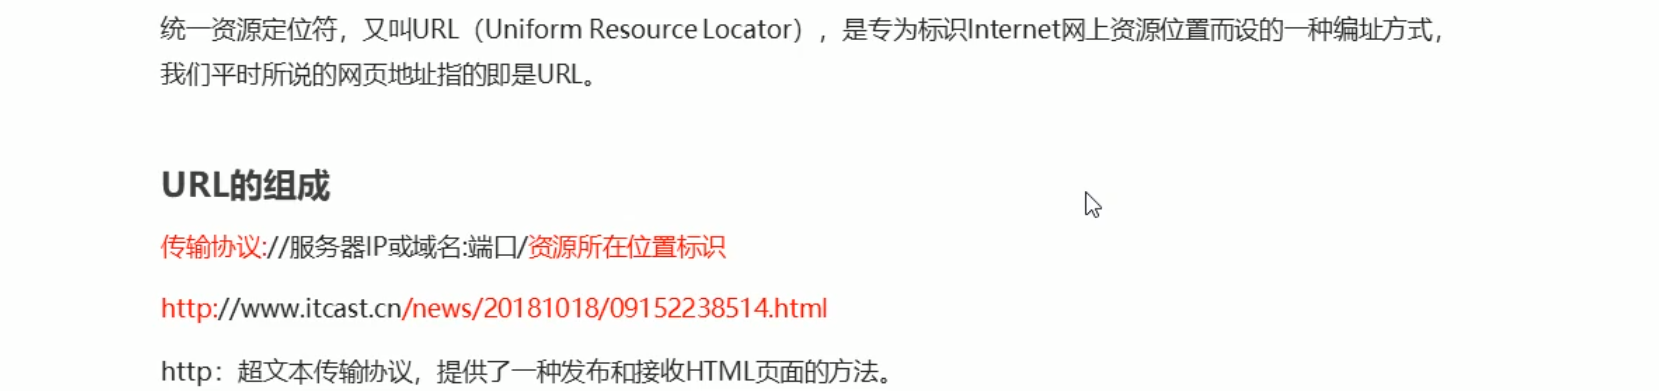 统一资源定位符，又叫URL（Uniform Resource Locator），是专为标识Internet网上资源位置而设的一种编址方式，
我们平时所说的网页地址指的即是URL。
URL的组成
传输协议://服务器IP或域名:端口/资源所在位置标识
http://www.itcast.cn/news/20181018/09152238514.html
http：超文本传输协议，提供了一种发布和接收HTML页面的方法。